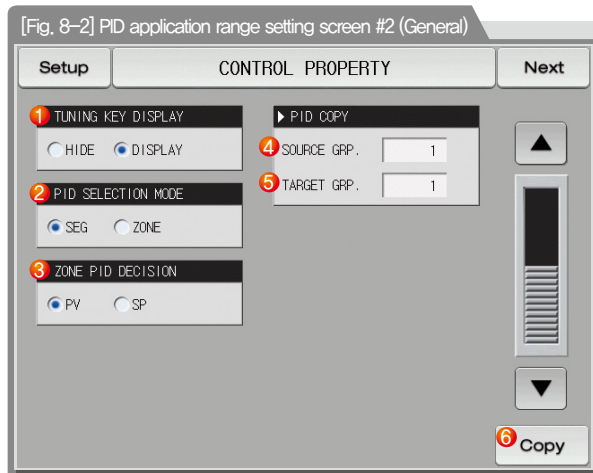 [Fig. 8-2] PID application range setting screen #2 (General)
Setup
CONTROL PROPERTY
Next
1 TUNING KEY DISPLAY
HIDE DISPLAY
2 PID SELECTION MODE
SEG ZONE
3 ZONE PID DECISION
PV SP
▶ PID COPY
4 SOURCE GRP. 1
5 TARGET GRP. 1
▲
▼
6 Copy